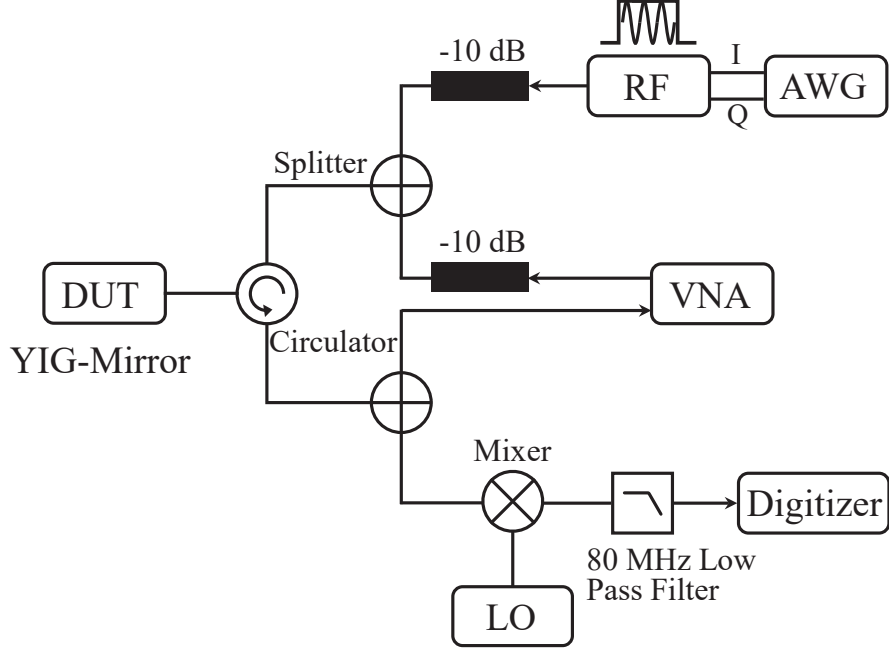 -10 dB
RF
I
Q
AWG
Splitter
-10 dB
DUT
VNA
YIG-Mirror
Circulator
Mixer
Digitizer
80 MHz Low
Pass Filter
LO